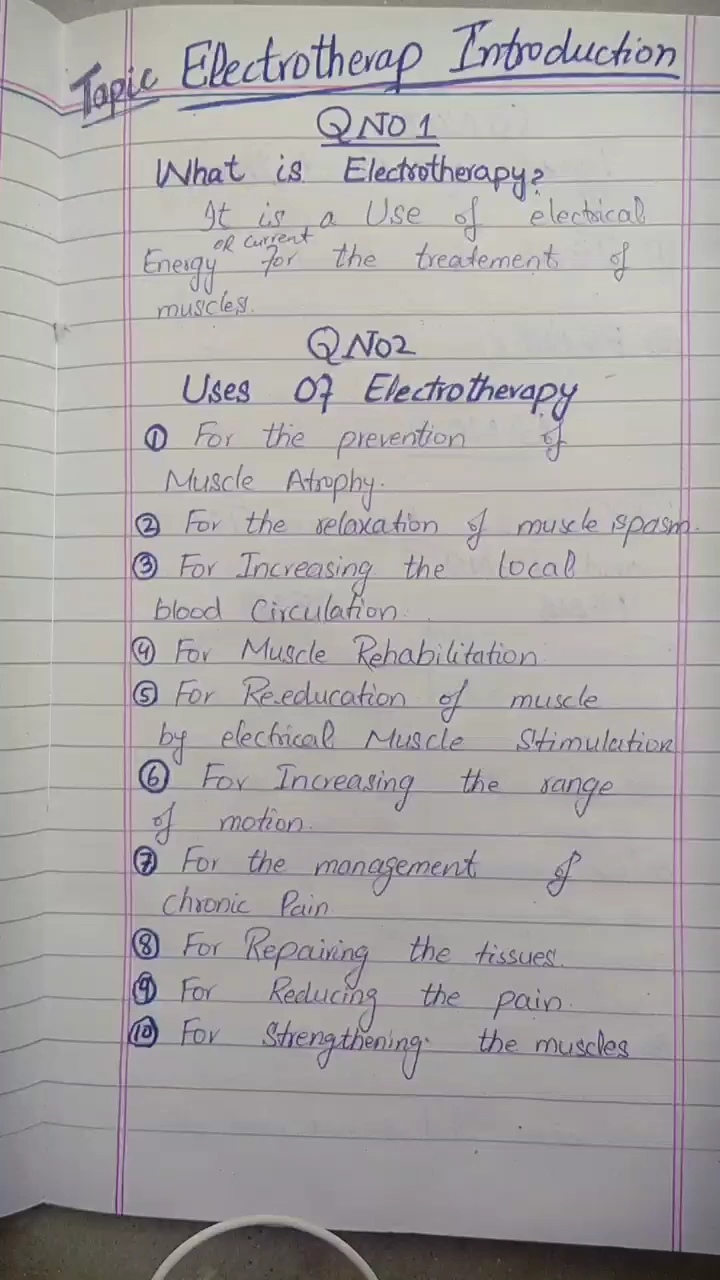 Topic Electrotherap Introduction
Q NO 1
What is Electrotherapy?
It is a Use of electrical
or current
Energy for the treatement of
muscles.
Q NO2
Uses Of Electrotherapy
① For the prevention of
Muscle Atrophy.
② For the relaxation of muscle spasm.
③ For Increasing the local
blood Circulation.
④ For Muscle Rehabilitation
⑤ For Re.education of muscle
by electrical Muscle Stimulation
⑥ For Increasing the range
of motion.
⑦ For the management of
chronic Pain
⑧ For Repairing the tissues.
⑨ For Reducing the pain.
⑩ For Strengthening. the muscles